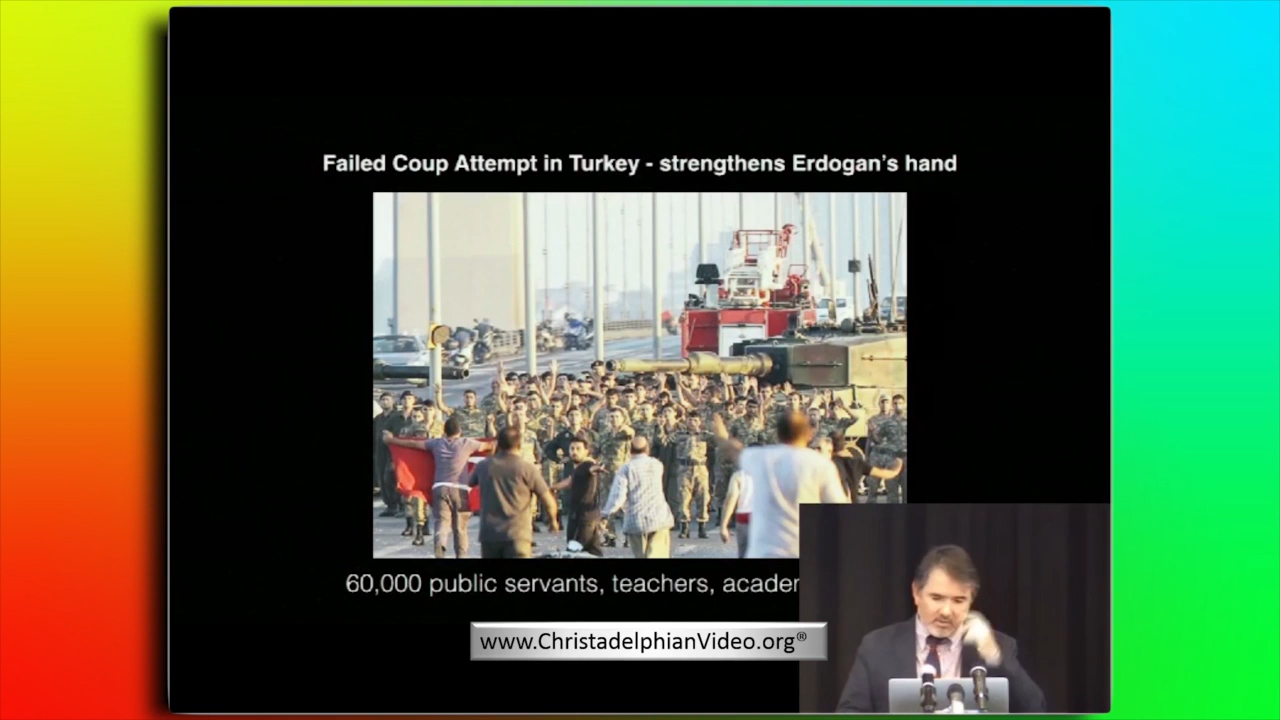 Failed Coup Attempt in Turkey - strengthens Erdogan's hand
60,000 public servants, teachers,
www.ChristadelphianVideo.org®